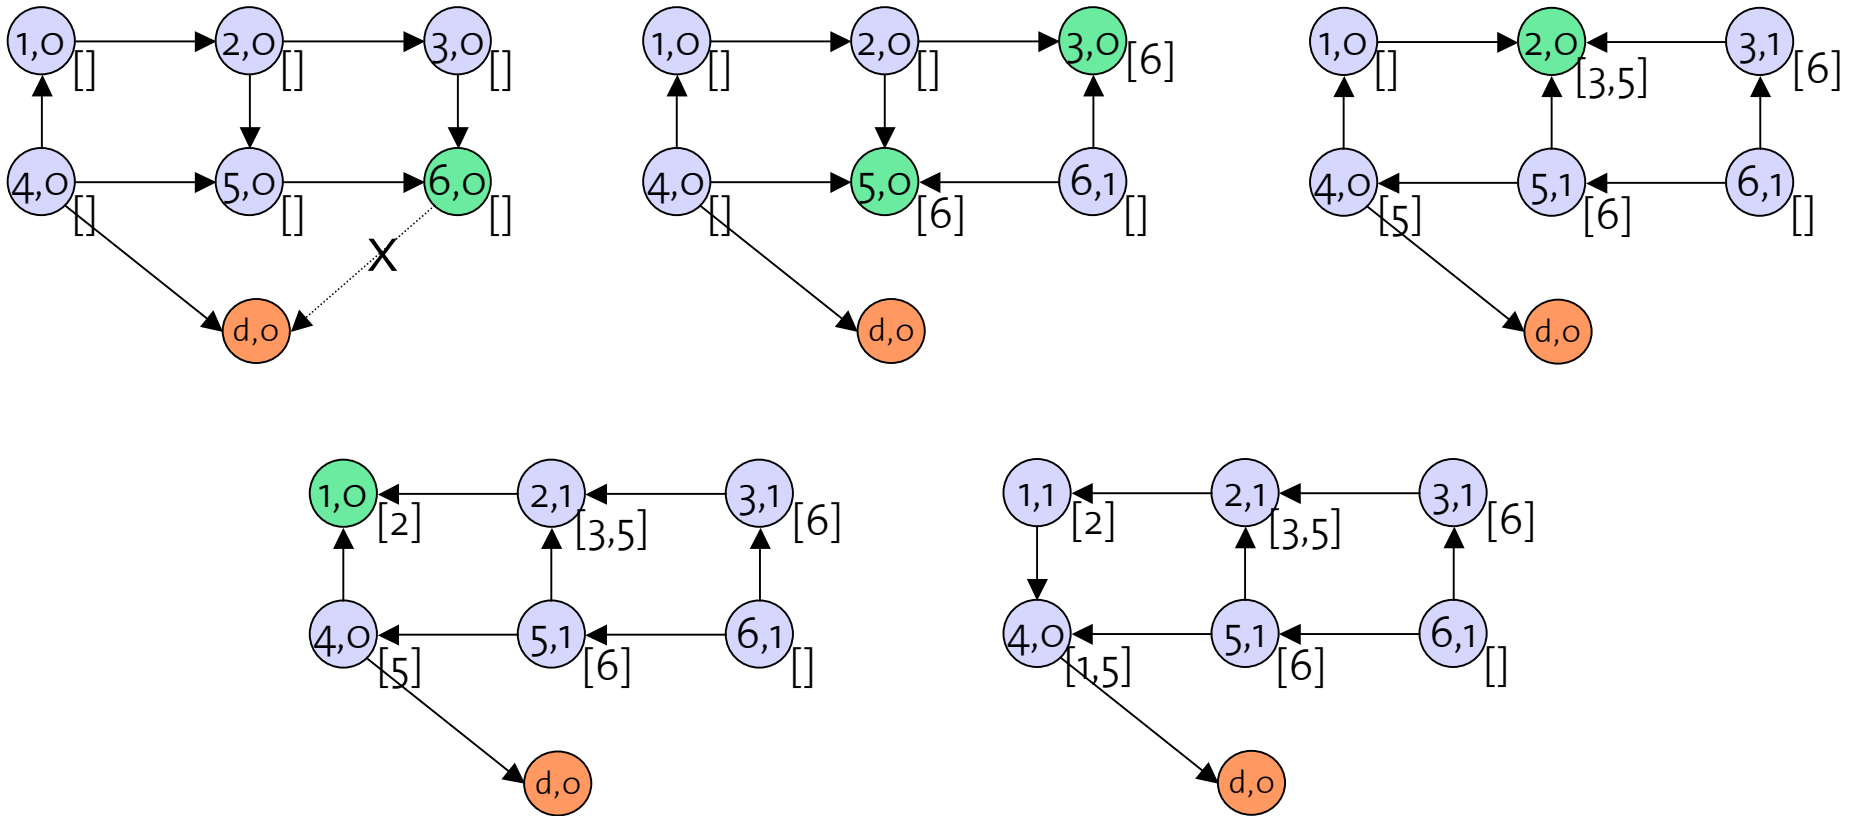 1,0 [] 2,0 [] 3,0 []
4,0 [] 5,0 [] 6,0 []
X
d,0
1,0 [] 2,0 [] 3,0 [6]
4,0 [] 5,0 [6] 6,1 []
d,0
1,0 [] 2,0 [3,5] 3,1 [6]
4,0 [5] 5,1 [6] 6,1 []
d,0
1,0 [2] 2,1 [3,5] 3,1 [6]
4,0 [5] 5,1 [6] 6,1 []
d,0
1,1 [2] 2,1 [3,5] 3,1 [6]
4,0 [1,5] 5,1 [6] 6,1 []
d,0